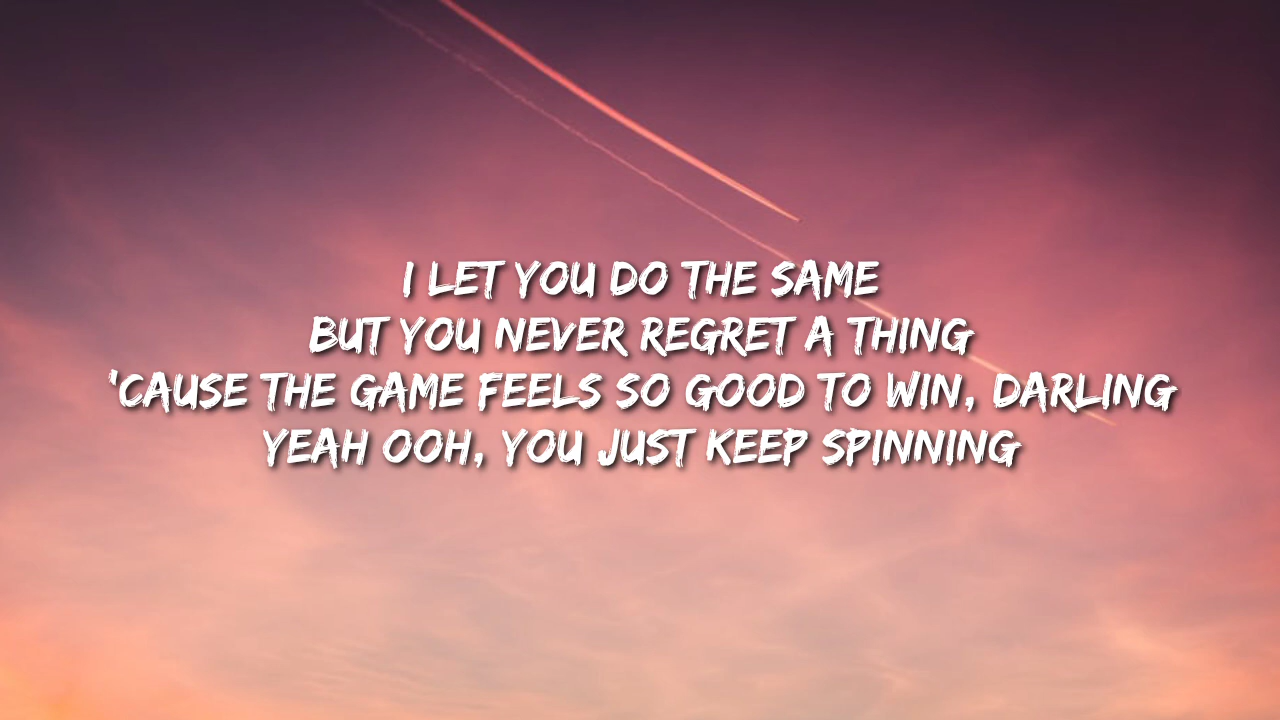 I LET YOU DO THE SAME
BUT YOU NEVER REGRET A THING
'CAUSE THE GAME FEELS SO GOOD TO WIN, DARLING
YEAH OOH, YOU JUST KEEP SPINNING